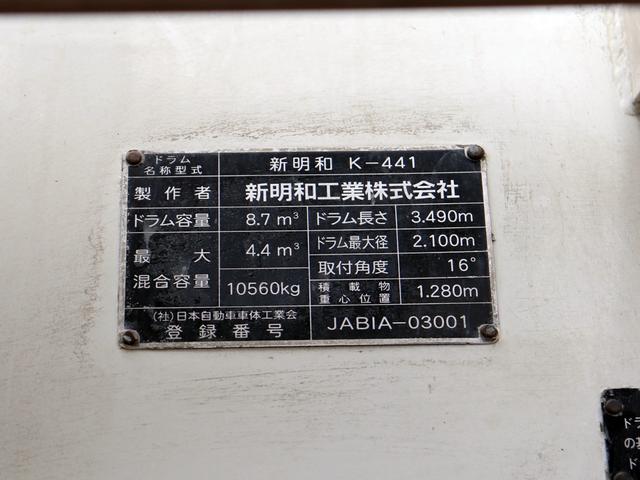 ドラム
名称型式
新明和 K-441
製作者
新明和工業株式会社
ドラム容量
8.7 m³
ドラム長さ
3.490m
最大
混合容量
4.4 m³
10560kg
ドラム最大径
2.100m
取付角度
16°
積載物
重心位置
1.280m
(社)日本自動車車体工業会
登録番号
JABIA-03001
ドラ
の
ド